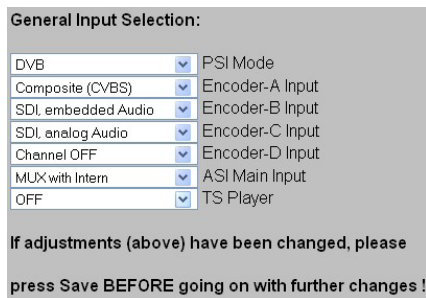 General Input Selection:
DVB PSI Mode
Composite (CVBS) Encoder-A Input
SDI, embedded Audio Encoder-B Input
SDI, analog Audio Encoder-C Input
Channel OFF Encoder-D Input
MUX with Intern ASI Main Input
OFF TS Player
If adjustments (above) have been changed, please
press Save BEFORE going on with further changes !